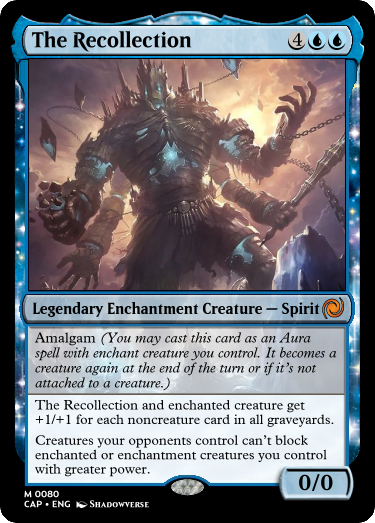 The Recollection 4
Legendary Enchantment Creature — Spirit
Amalgam (You may cast this card as an Aura
spell with enchant creature you control. It becomes a
creature again at the end of the turn or if it's not
attached to a creature.)
The Recollection and enchanted creature get
+1/+1 for each noncreature card in all graveyards.
Creatures your opponents control can't block
enchanted or enchantment creatures you control
with greater power.
0/0
M 0080
CAP • ENG Shadowverse